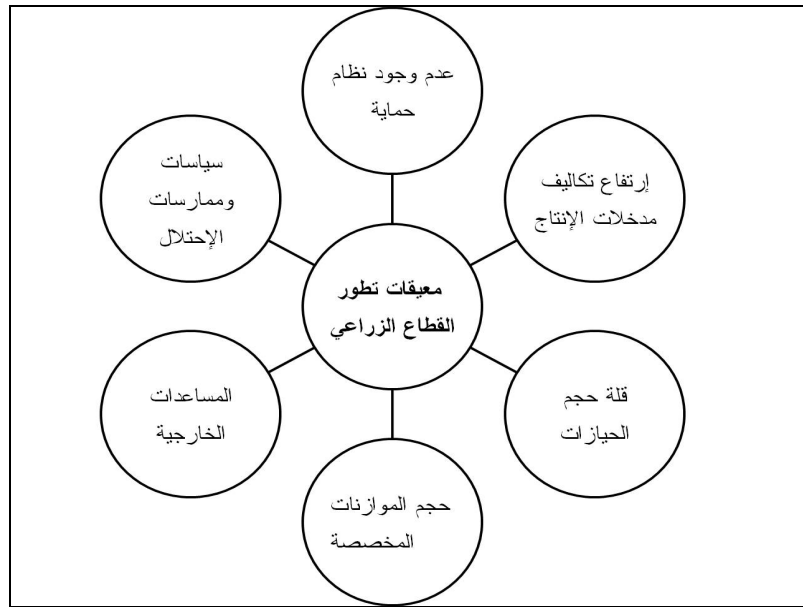 عدم وجود نظام
حماية
إرتفاع تكاليف
مدخلات الإنتاج
سياسات
وممارسات
الإحتلال
معيقات تطور
القطاع الزراعي
قلة حجم
الحيازات
المساعدات
الخارجية
حجم الموازنات
المخصصة